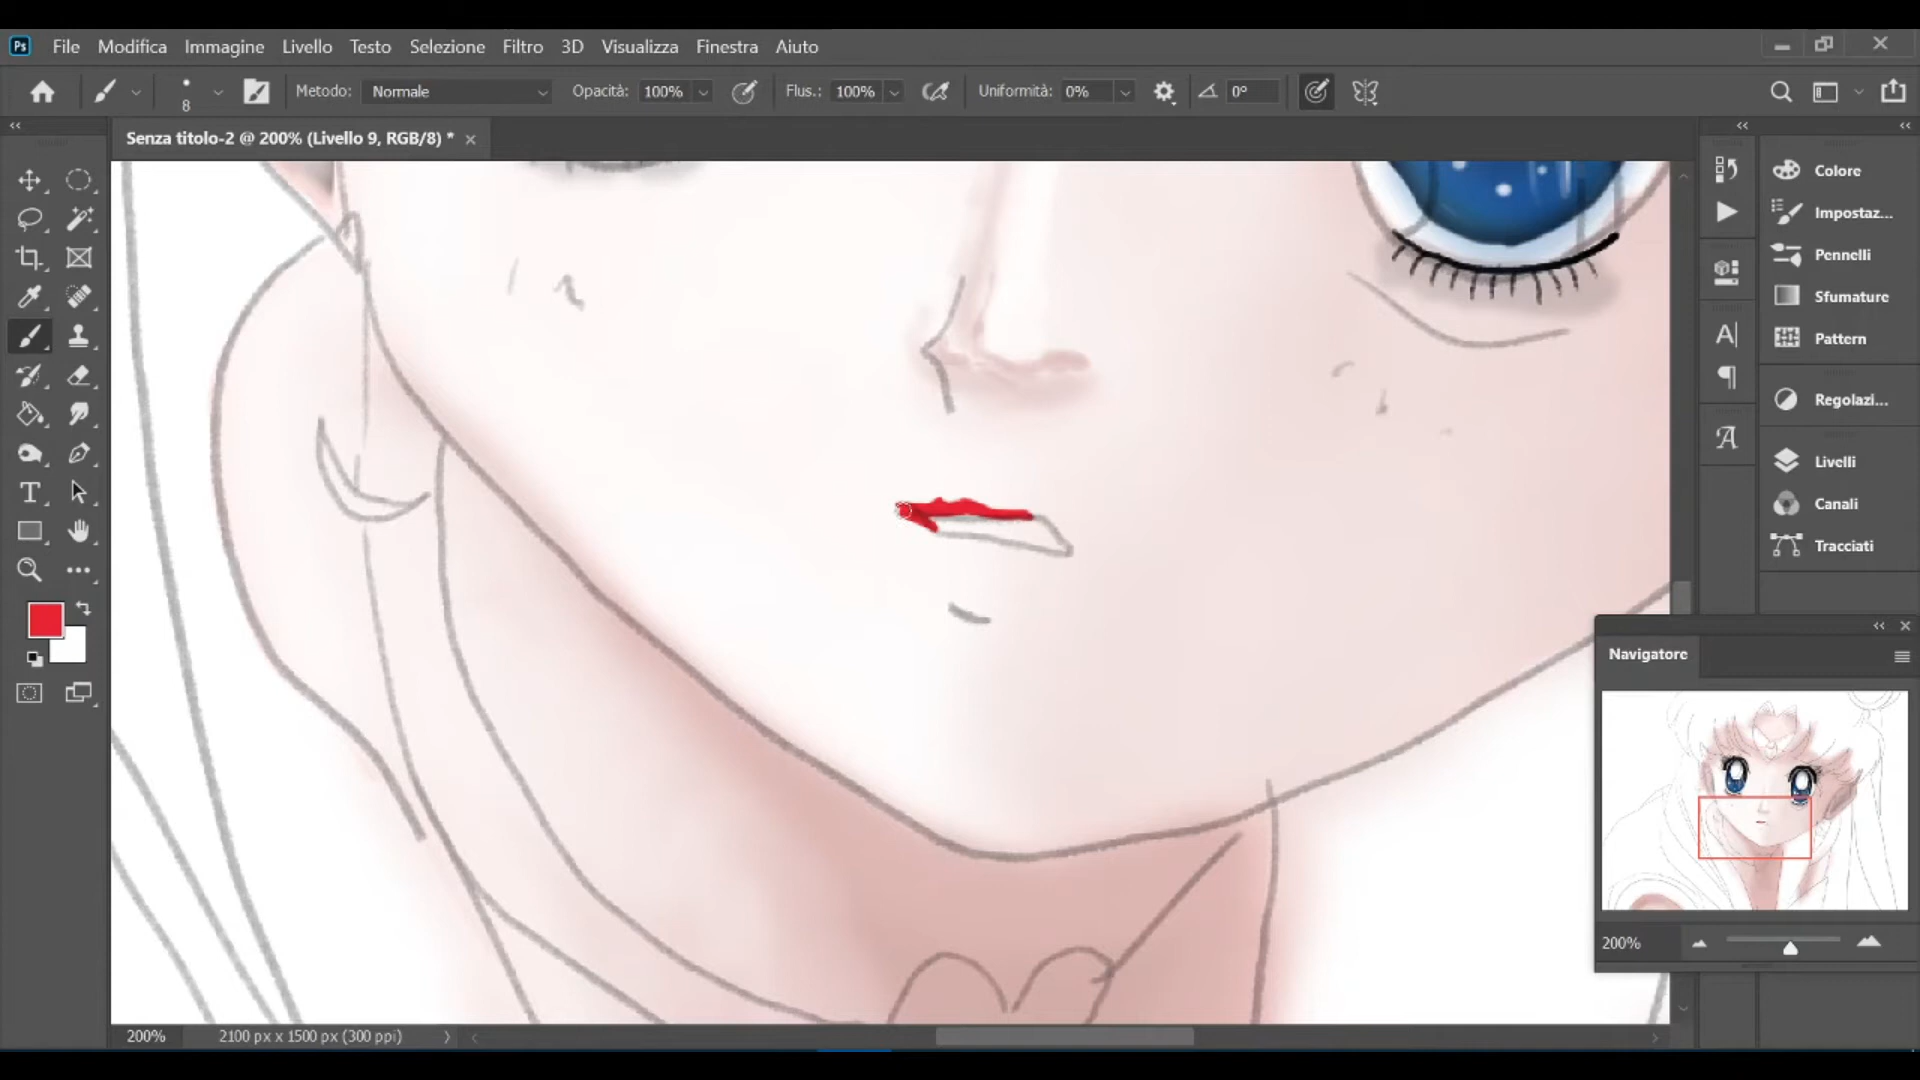 Ps File Modifica Immagine Livello Testo Selezione Filtro 3D Visualizza Finestra Aiuto
8 Metodo: Normale Opacità: 100% Flus.: 100% Uniformità: 0% 0°
Senza titolo-2 @ 200% (Livello 9, RGB/8) *
Colore
Impostaz...
Pennelli
Sfumature
Pattern
Regolazi...
Livelli
Canali
Tracciati
Navigatore
200%
200% 2100 px x 1500 px (300 ppi)